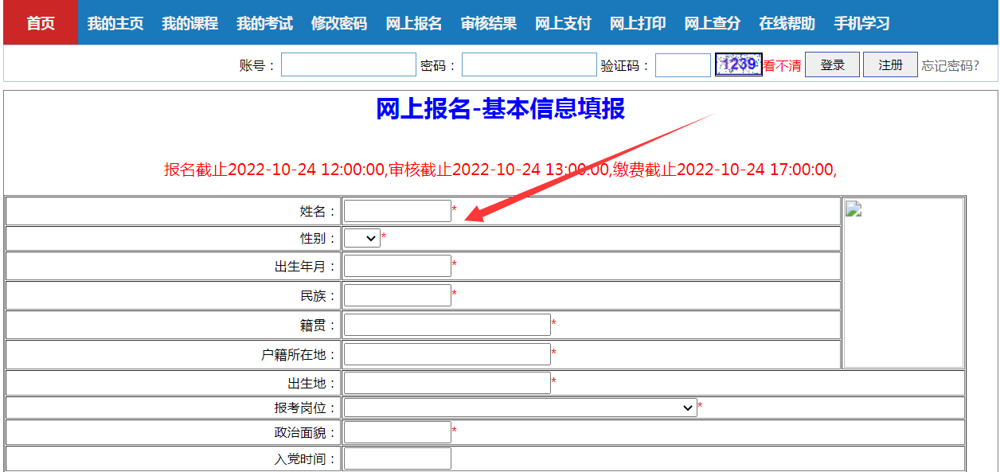 首页 我的主页 我的课程 我的考试 修改密码 网上报名 审核结果 网上支付 网上打印 网上查分 在线帮助 手机学习
账号： 密码： 验证码： 1239 看不清 登录 注册 忘记密码?
网上报名-基本信息填报
报名截止2022-10-24 12:00:00,审核截止2022-10-24 13:00:00,缴费截止2022-10-24 17:00:00,
姓名： *
性别： *
出生年月： *
民族： *
籍贯： *
户籍所在地： *
出生地： *
报考岗位： *
政治面貌： *
入党时间：